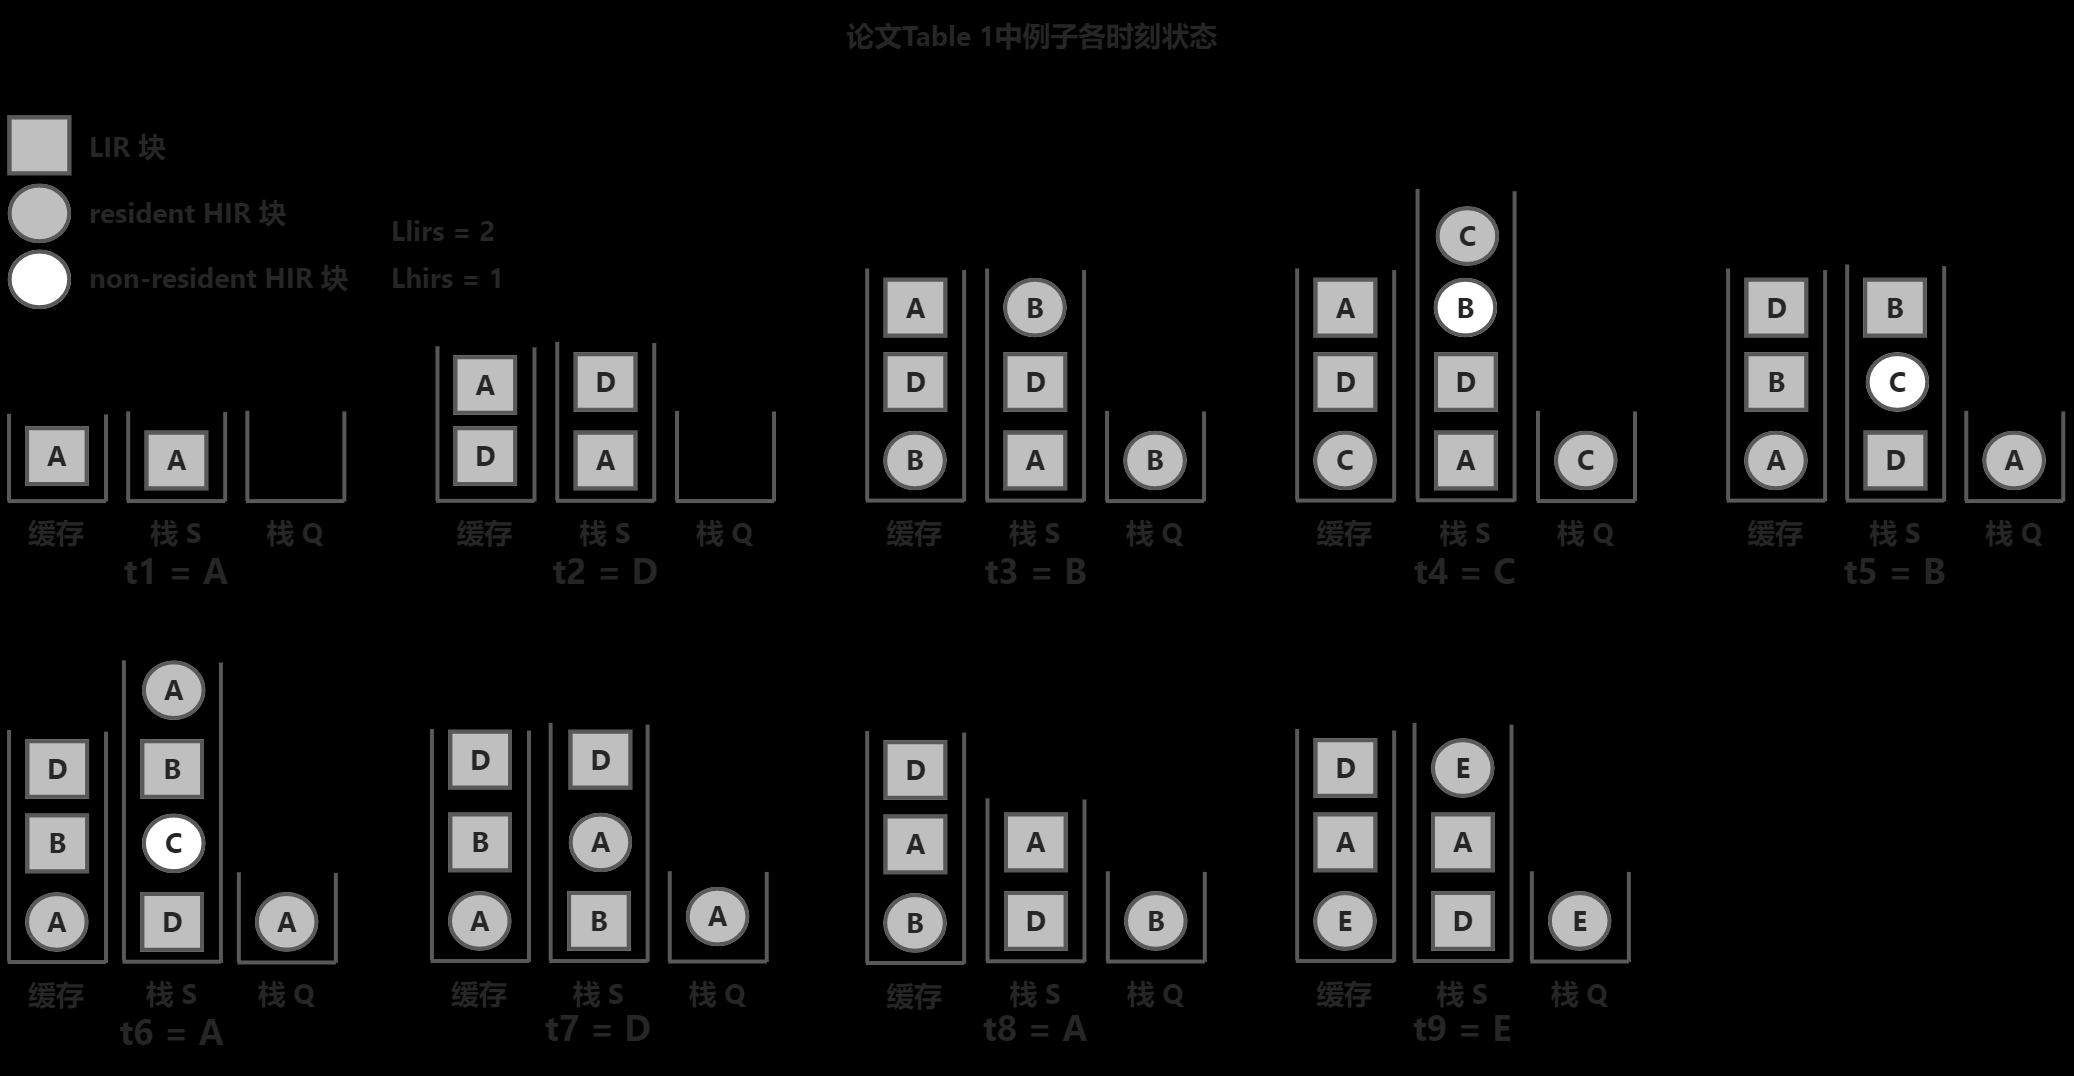 论文Table 1中例子各时刻状态
LIR 块
resident HIR 块
non-resident HIR 块
Llirs = 2
Lhirs = 1
A
A
缓存 栈 S 栈 Q
t1 = A
A D
D A
缓存 栈 S 栈 Q
t2 = D
A B
D D
B A B
缓存 栈 S 栈 Q
t3 = B
C
A B
D D
C A C
缓存 栈 S 栈 Q
t4 = C
D B
B C
A D A
缓存 栈 S 栈 Q
t5 = B
A
D B
B C
A D A
缓存 栈 S 栈 Q
t6 = A
D D
B A
A B A
缓存 栈 S 栈 Q
t7 = D
D
A A
B D B
缓存 栈 S 栈 Q
t8 = A
D E
A A
E D E
缓存 栈 S 栈 Q
t9 = E